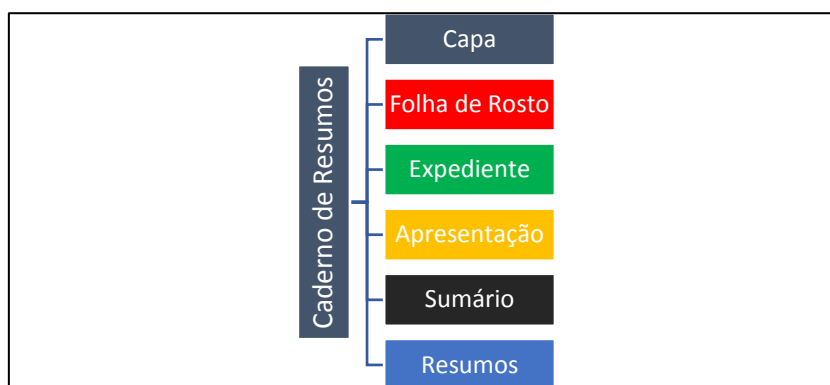 Caderno de Resumos
Capa
Folha de Rosto
Expediente
Apresentação
Sumário
Resumos